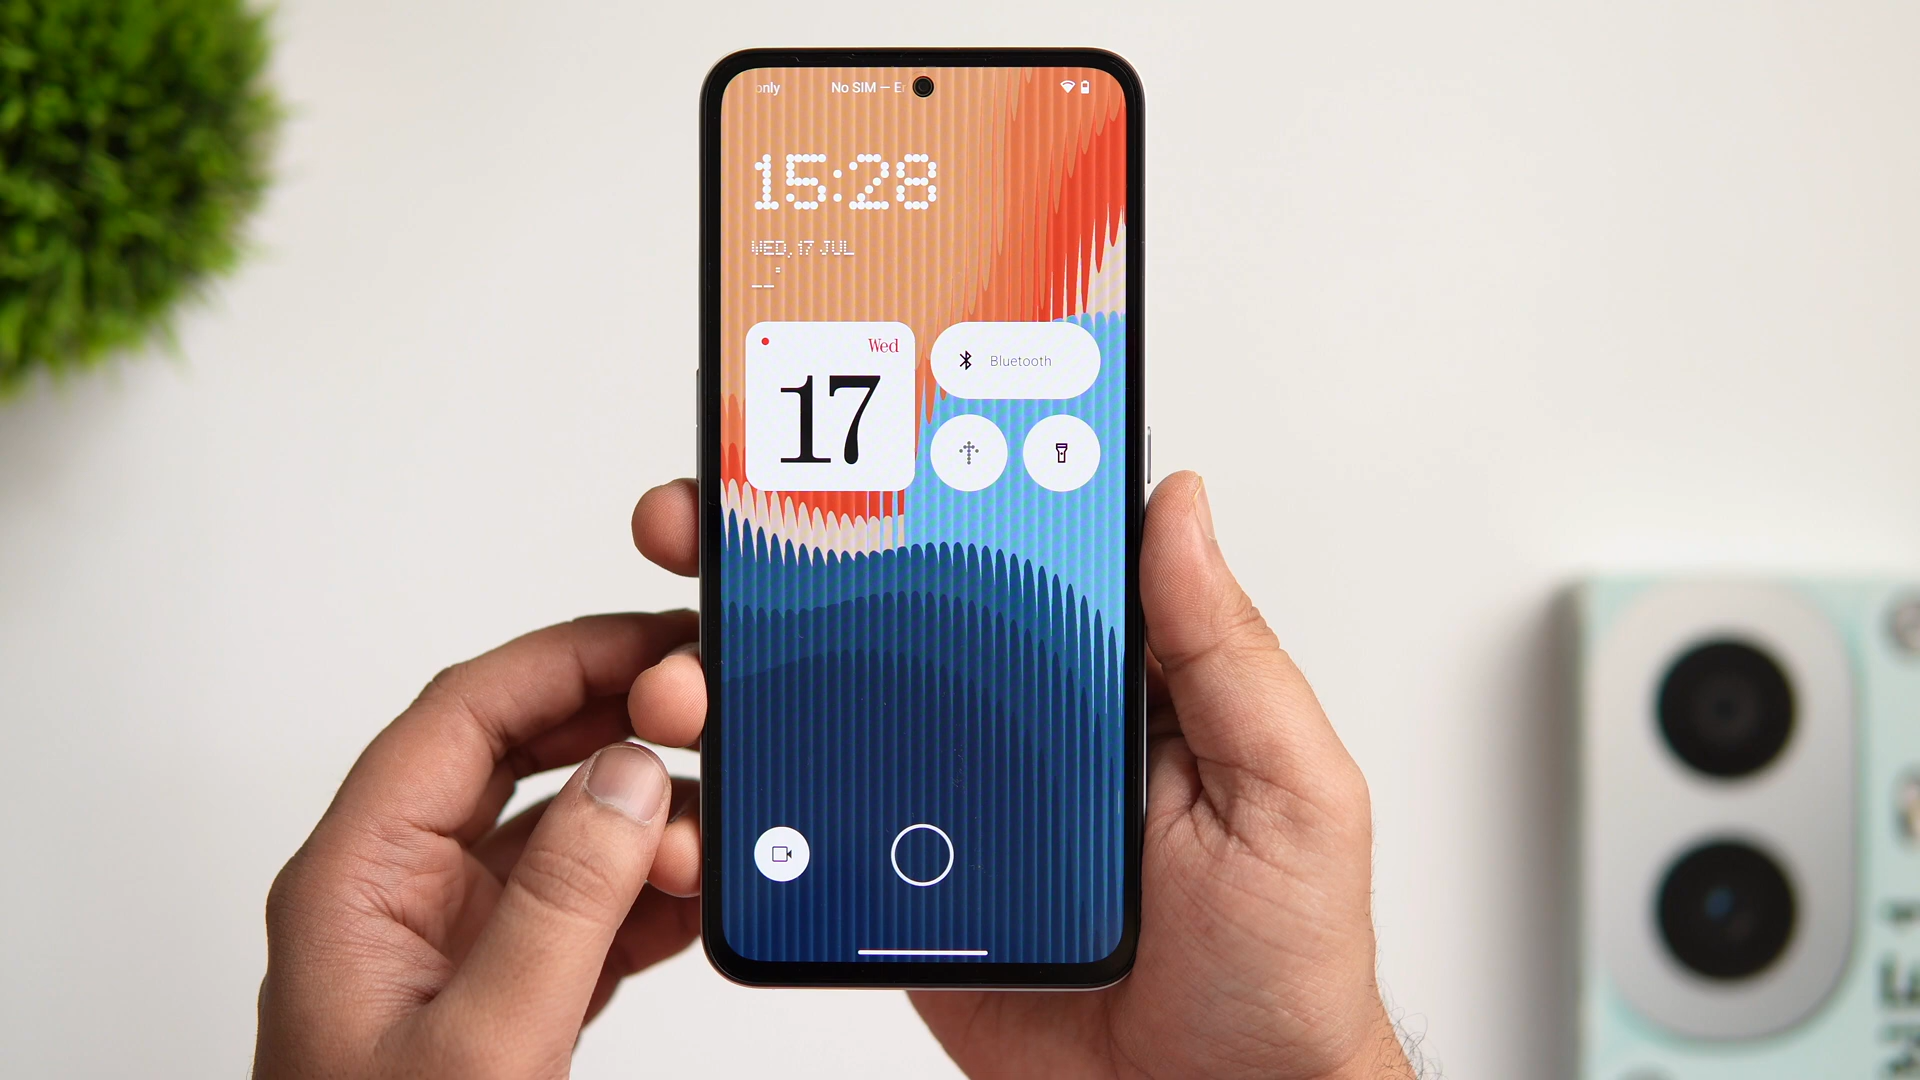 only No SIM — E
15:28
WED, 17 JUL
Wed
17
Bluetooth